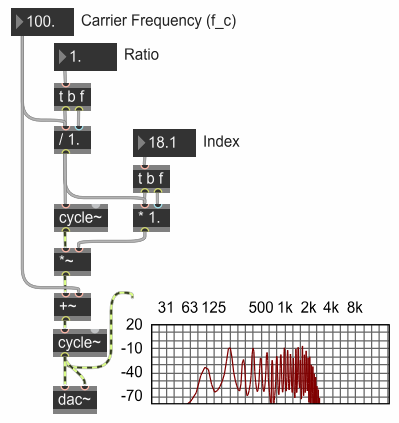 100. Carrier Frequency (f_c)
1. Ratio
t b f
/ 1.
18.1 Index
t b f
cycle~
* 1.
*~
+~
cycle~
dac~
31 63 125 500 1k 2k 4k 8k
20
-10
-40
-70